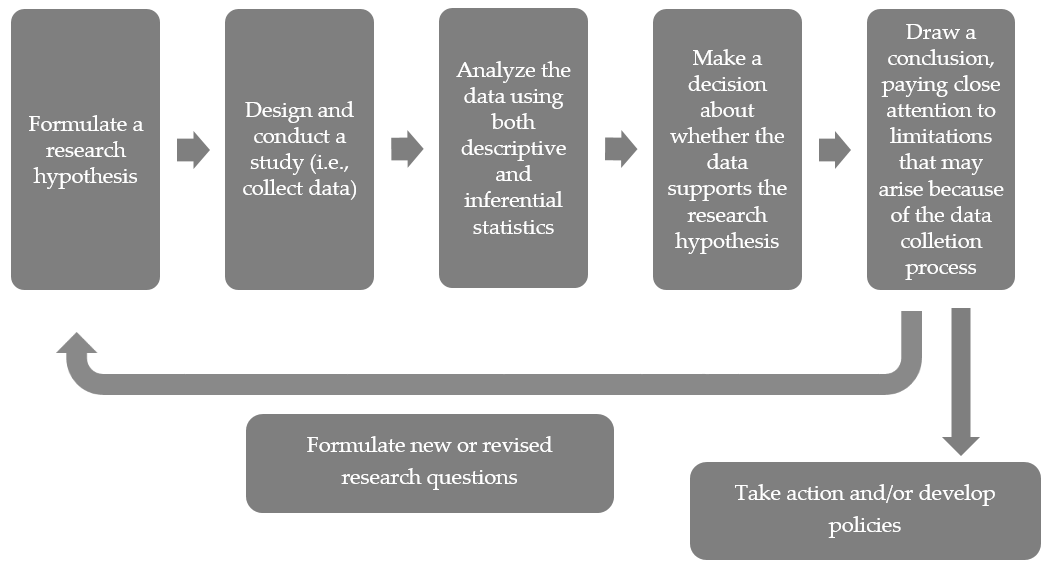 Formulate a
research
hypothesis
Design and
conduct a
study (i.e.,
collect data)
Analyze the
data using
both
descriptive
and
inferential
statistics
Make a
decision
about
whether the
data
supports the
research
hypothesis
Draw a
conclusion,
paying close
attention to
limitations
that may
arise because
of the data
colletion
process
Formulate new or revised
research questions
Take action and/or develop
policies